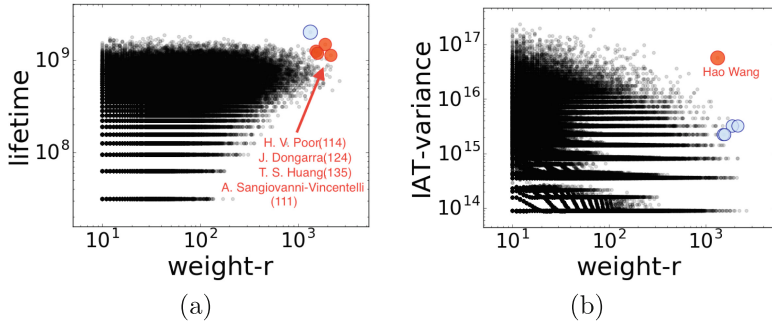 lifetime
10^9
10^8
H. V. Poor(114)
J. Dongarra(124)
T. S. Huang(135)
A. Sangiovanni-Vincentelli
(111)
10^1 10^2 10^3
weight-r
(a)
IAT-variance
10^17
10^16
10^15
10^14
Hao Wang
10^1 10^2 10^3
weight-r
(b)